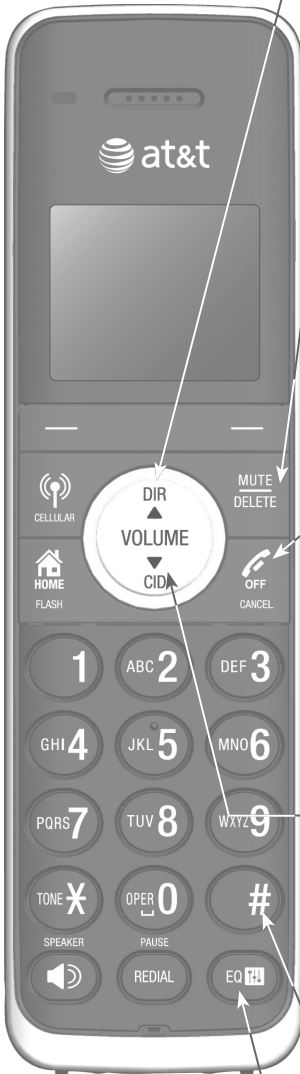 at&t
CELLULAR
DIR
MUTE
DELETE
VOLUME
HOME
FLASH
CID
OFF
CANCEL
1
ABC 2
DEF 3
GHI 4
JKL 5
MNO 6
PQRS 7
TUV 8
WXYZ 9
TONE *
OPER 0
#
SPEAKER
PAUSE
REDIAL
EQ